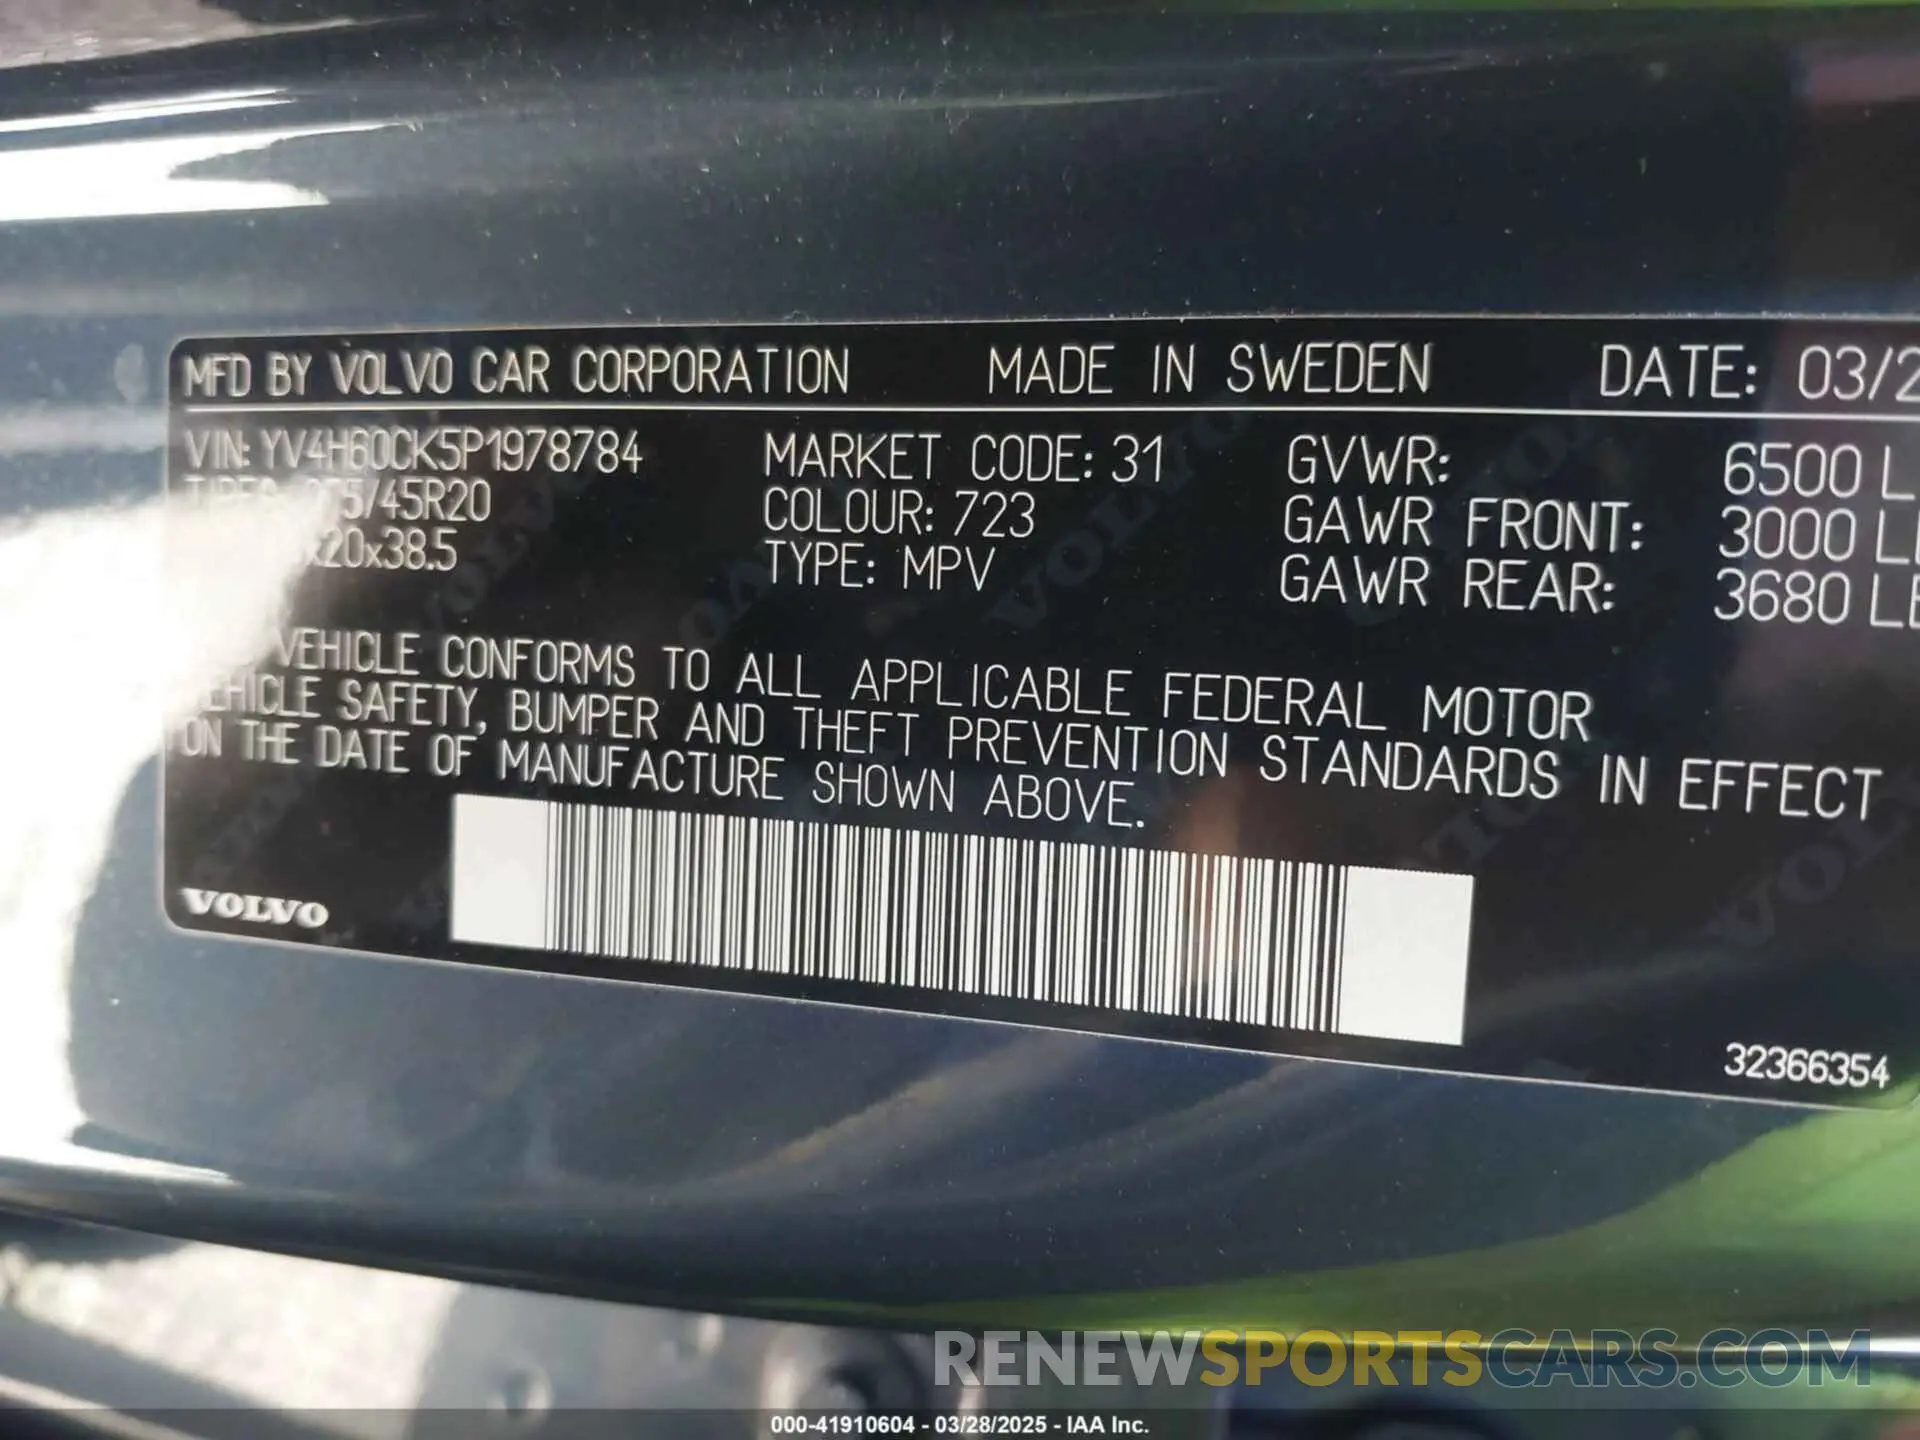 MFD BY VOLVO CAR CORPORATION MADE IN SWEDEN DATE: 03/2
VIN: YV4H60CK5P1978784 MARKET CODE: 31 GVWR: 6500 L
5/45R20 COLOUR: 723 GAWR FRONT: 3000 LB
x20x38.5 TYPE: MPV GAWR REAR: 3680 LB
VEHICLE CONFORMS TO ALL APPLICABLE FEDERAL MOTOR
VEHICLE SAFETY, BUMPER AND THEFT PREVENTION STANDARDS IN EFFECT
ON THE DATE OF MANUFACTURE SHOWN ABOVE.
VOLVO
32366354
RENEWSPORTSCARS.COM
000-41910604 - 03/28/2025 - IAA Inc.